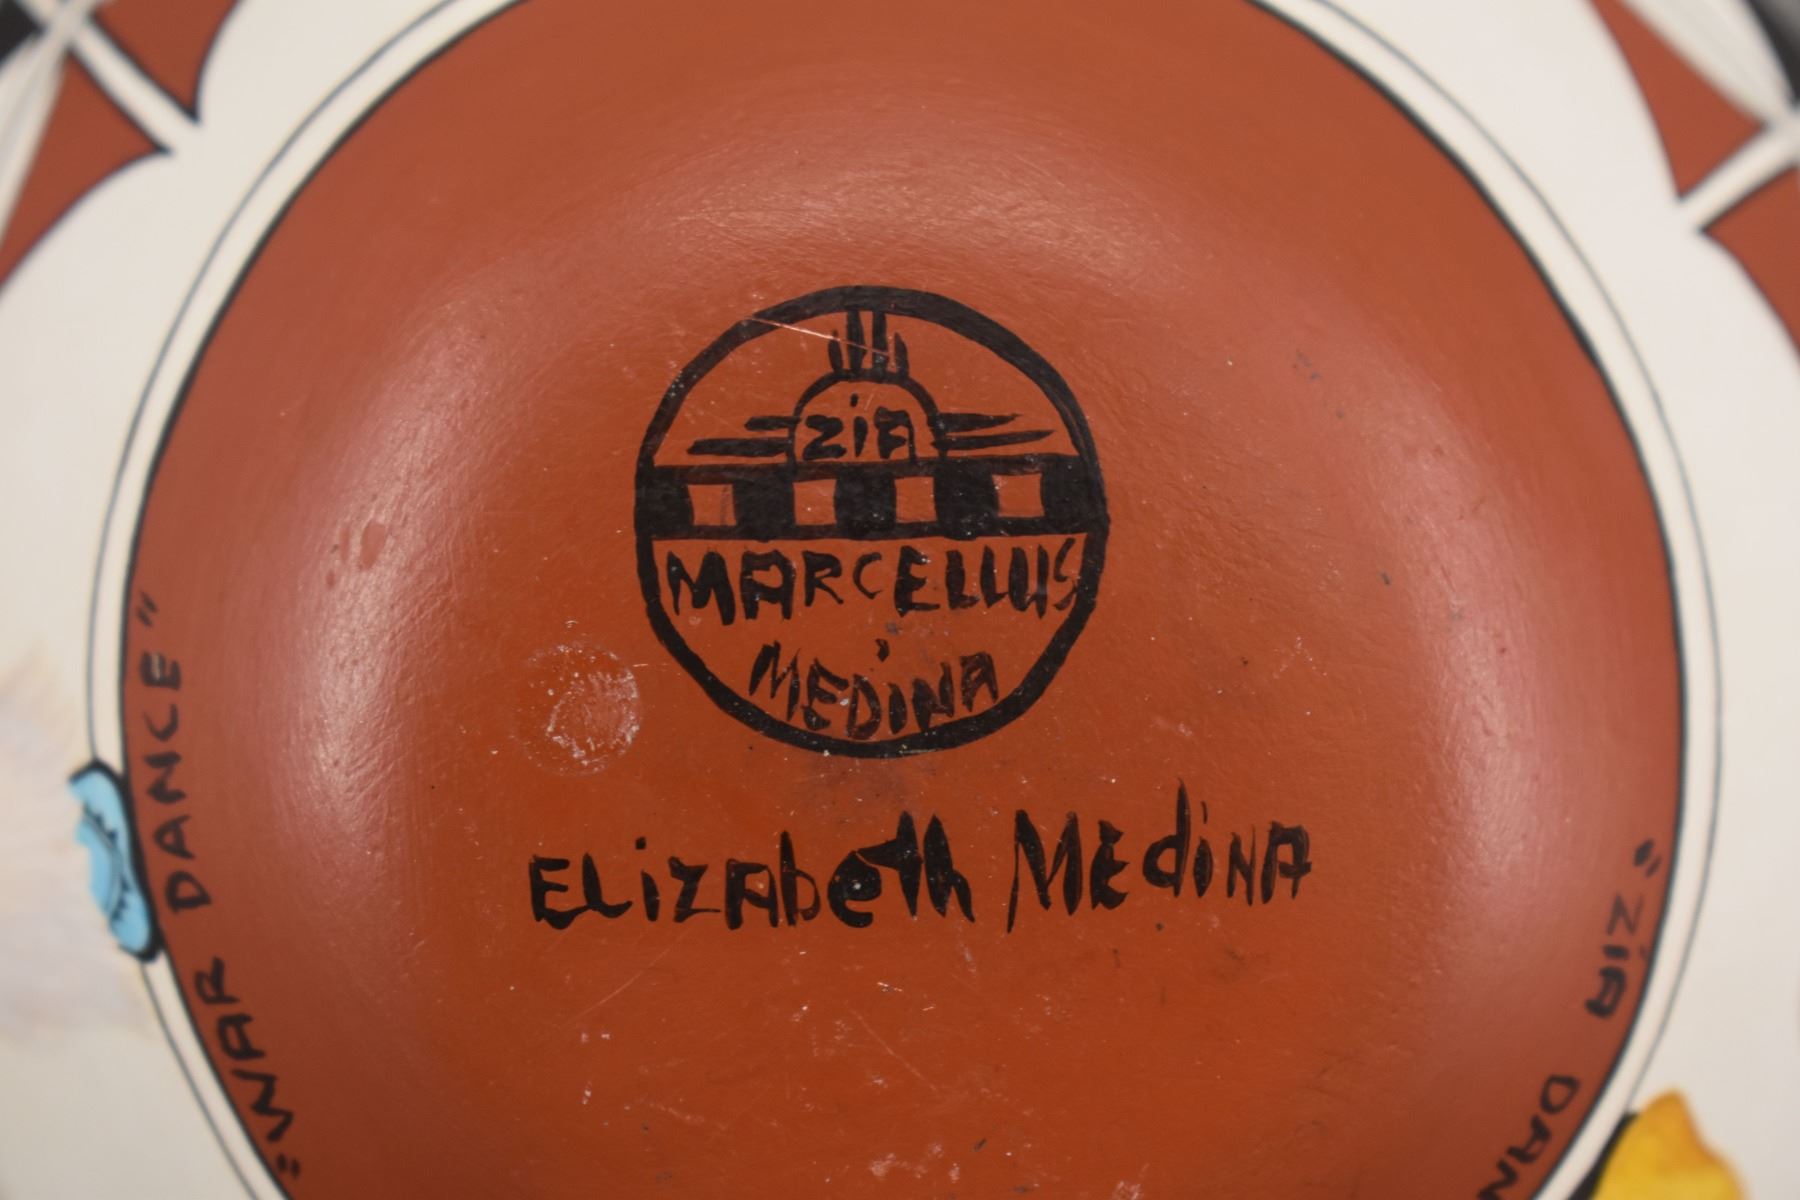 ZiA
MARCELLUS
MEDiNA
ELiZAbeth MEdiNA
"WAR DANCE"
"ZiA DAN